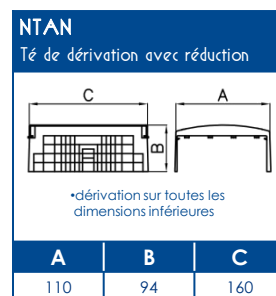 NTAN
Té de dérivation avec réduction
C
A
B
•dérivation sur toutes les
dimensions inférieures
A B C
110 94 160